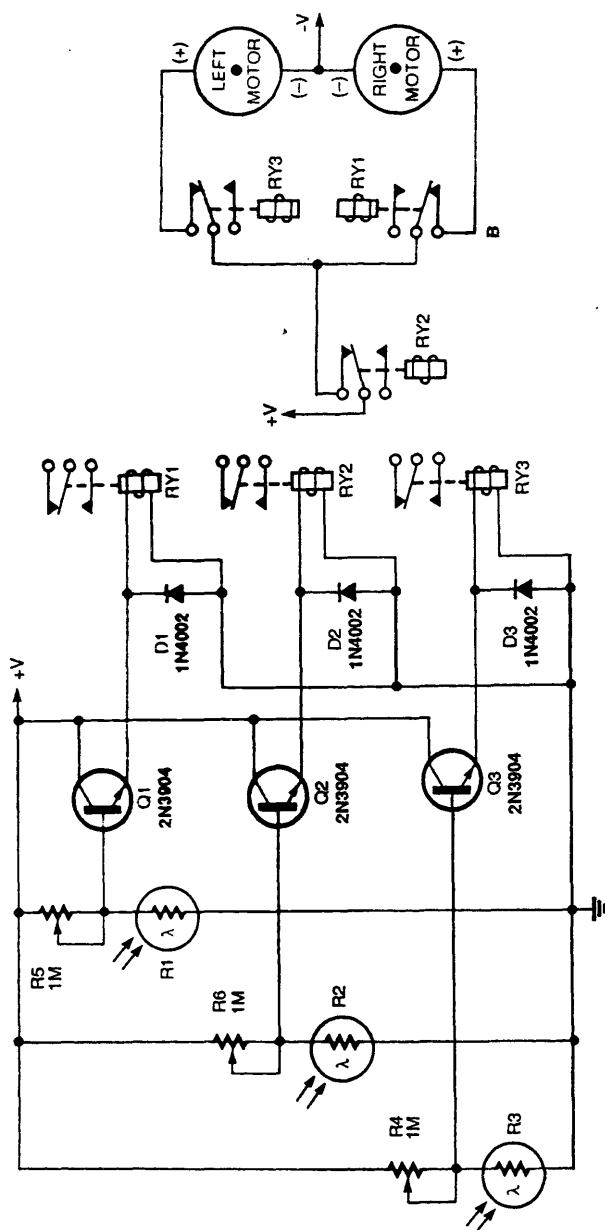 +V
R5
1M
λ
R1
R6
1M
λ
R2
R4
1M
λ
R3
Q1
2N3904
Q2
2N3904
Q3
2N3904
D1
1N4002
D2
1N4002
D3
1N4002
RY1
RY2
RY3
+V
RY2
RY3
RY1
B
(+)
LEFT
MOTOR
(−)
-V
(−)
RIGHT
MOTOR
(+)